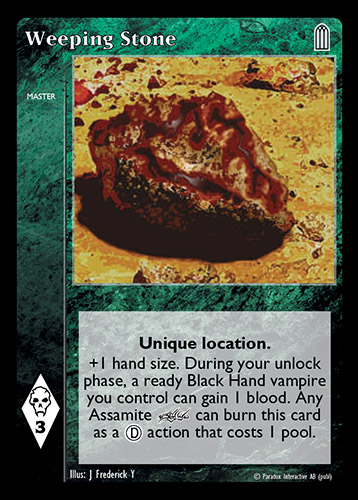 Weeping Stone
MASTER
Unique location.
+1 hand size. During your unlock
phase, a ready Black Hand vampire
you control can gain 1 blood. Any
Assamite can burn this card
as a Ⓓ action that costs 1 pool.
3
Illus: J Frederick Y
© Paradox Interactive AB (publ)